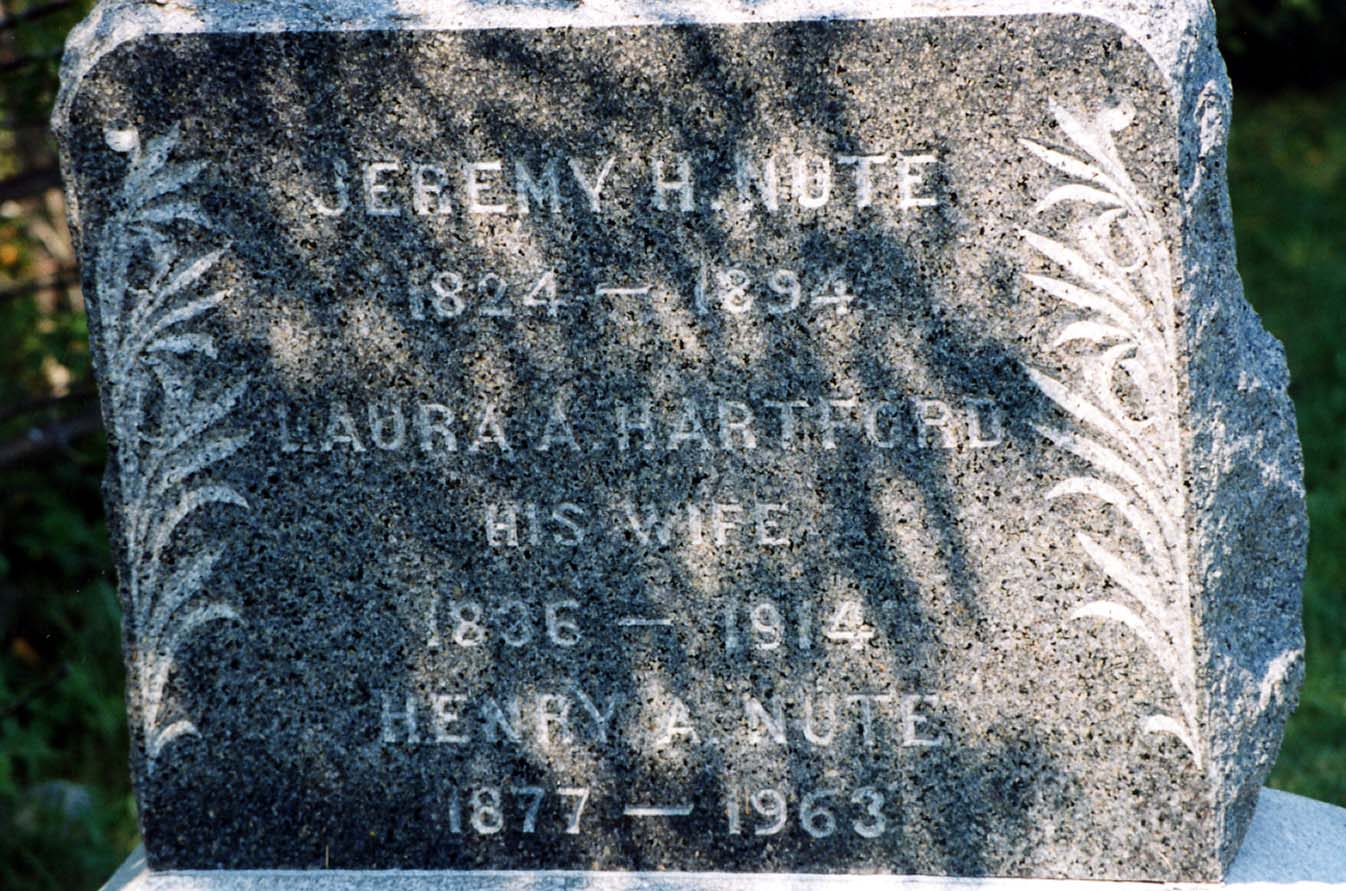 JEREMY H. NUTE
1824 — 1894
LAURA A. HARTFORD
HIS WIFE
1836 — 1914
HENRY A. NUTE
1877 — 1963